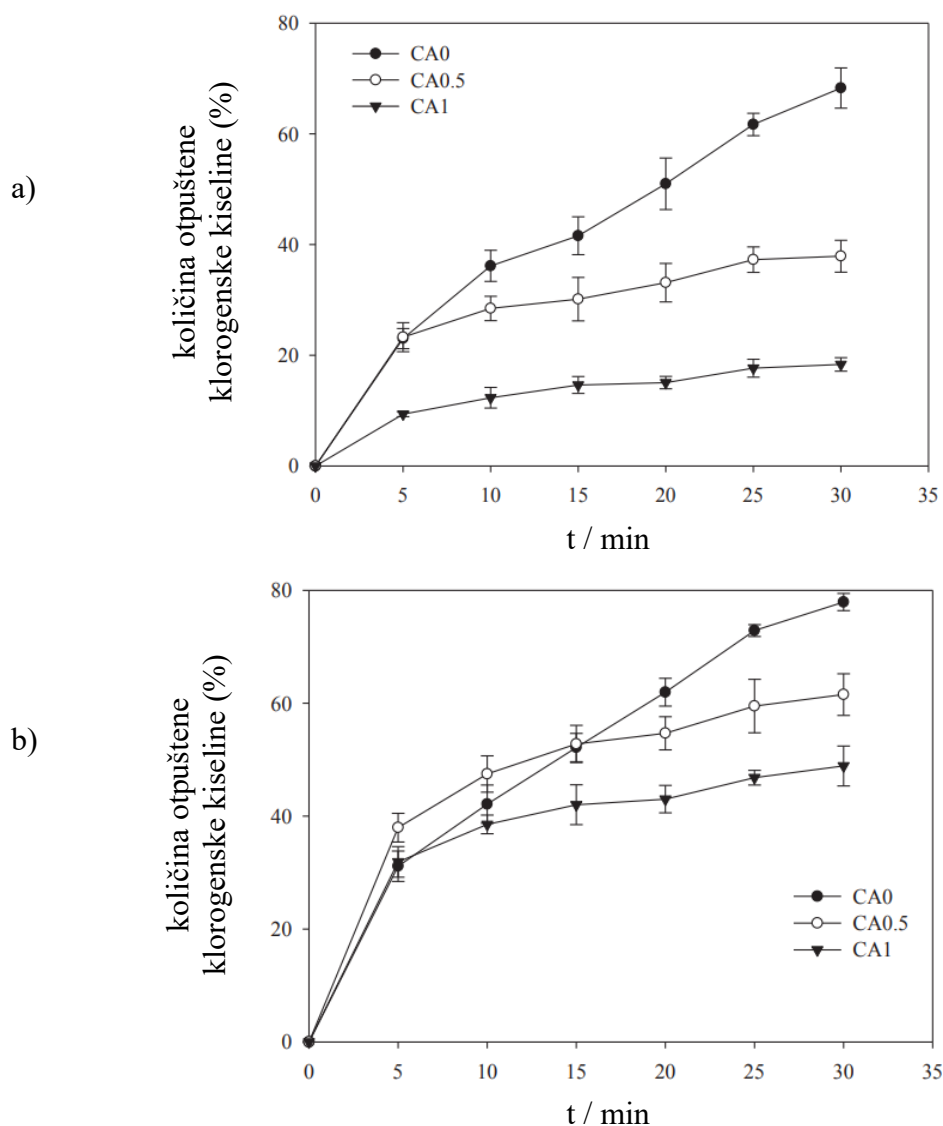 a)
količina otpuštene
klorogenske kiseline (%)
80
60
40
20
0
CA0
CA0.5
CA1
0 5 10 15 20 25 30 35
t / min
b)
količina otpuštene
klorogenske kiseline (%)
80
60
40
20
0
CA0
CA0.5
CA1
0 5 10 15 20 25 30 35
t / min